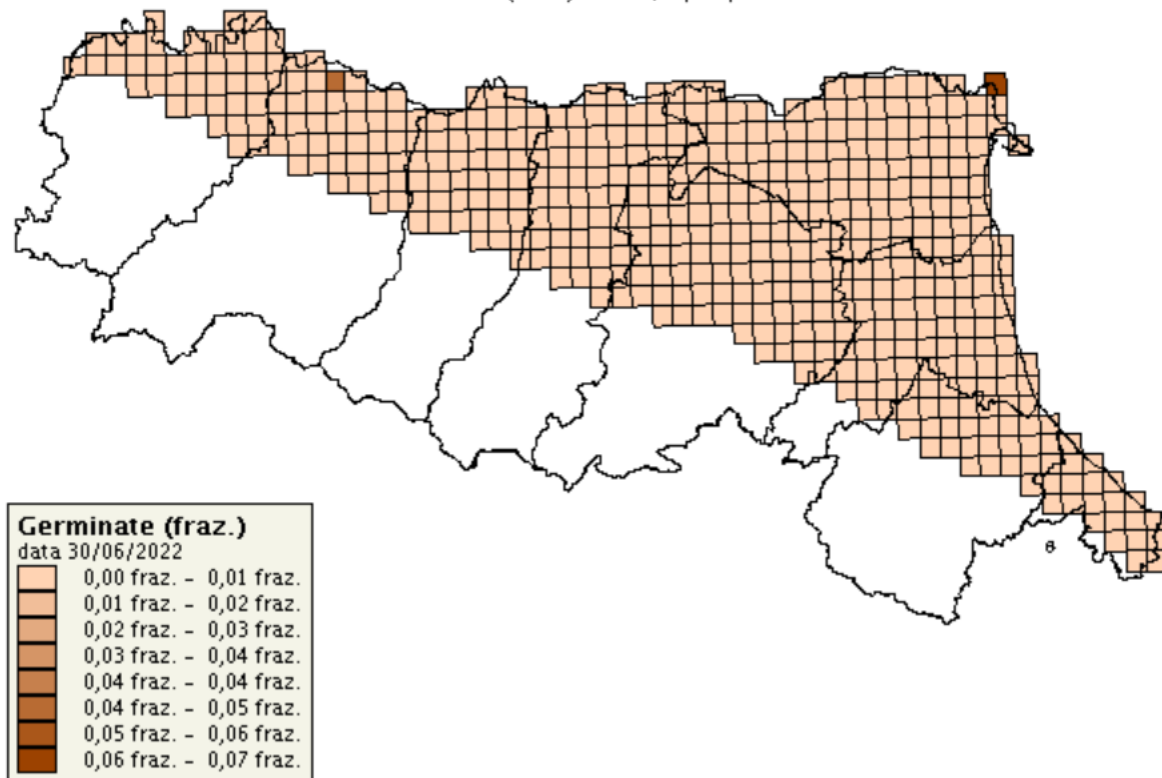 Germinate (fraz.)
data 30/06/2022
0,00 fraz. - 0,01 fraz.
0,01 fraz. - 0,02 fraz.
0,02 fraz. - 0,03 fraz.
0,03 fraz. - 0,04 fraz.
0,04 fraz. - 0,04 fraz.
0,04 fraz. - 0,05 fraz.
0,05 fraz. - 0,06 fraz.
0,06 fraz. - 0,07 fraz.